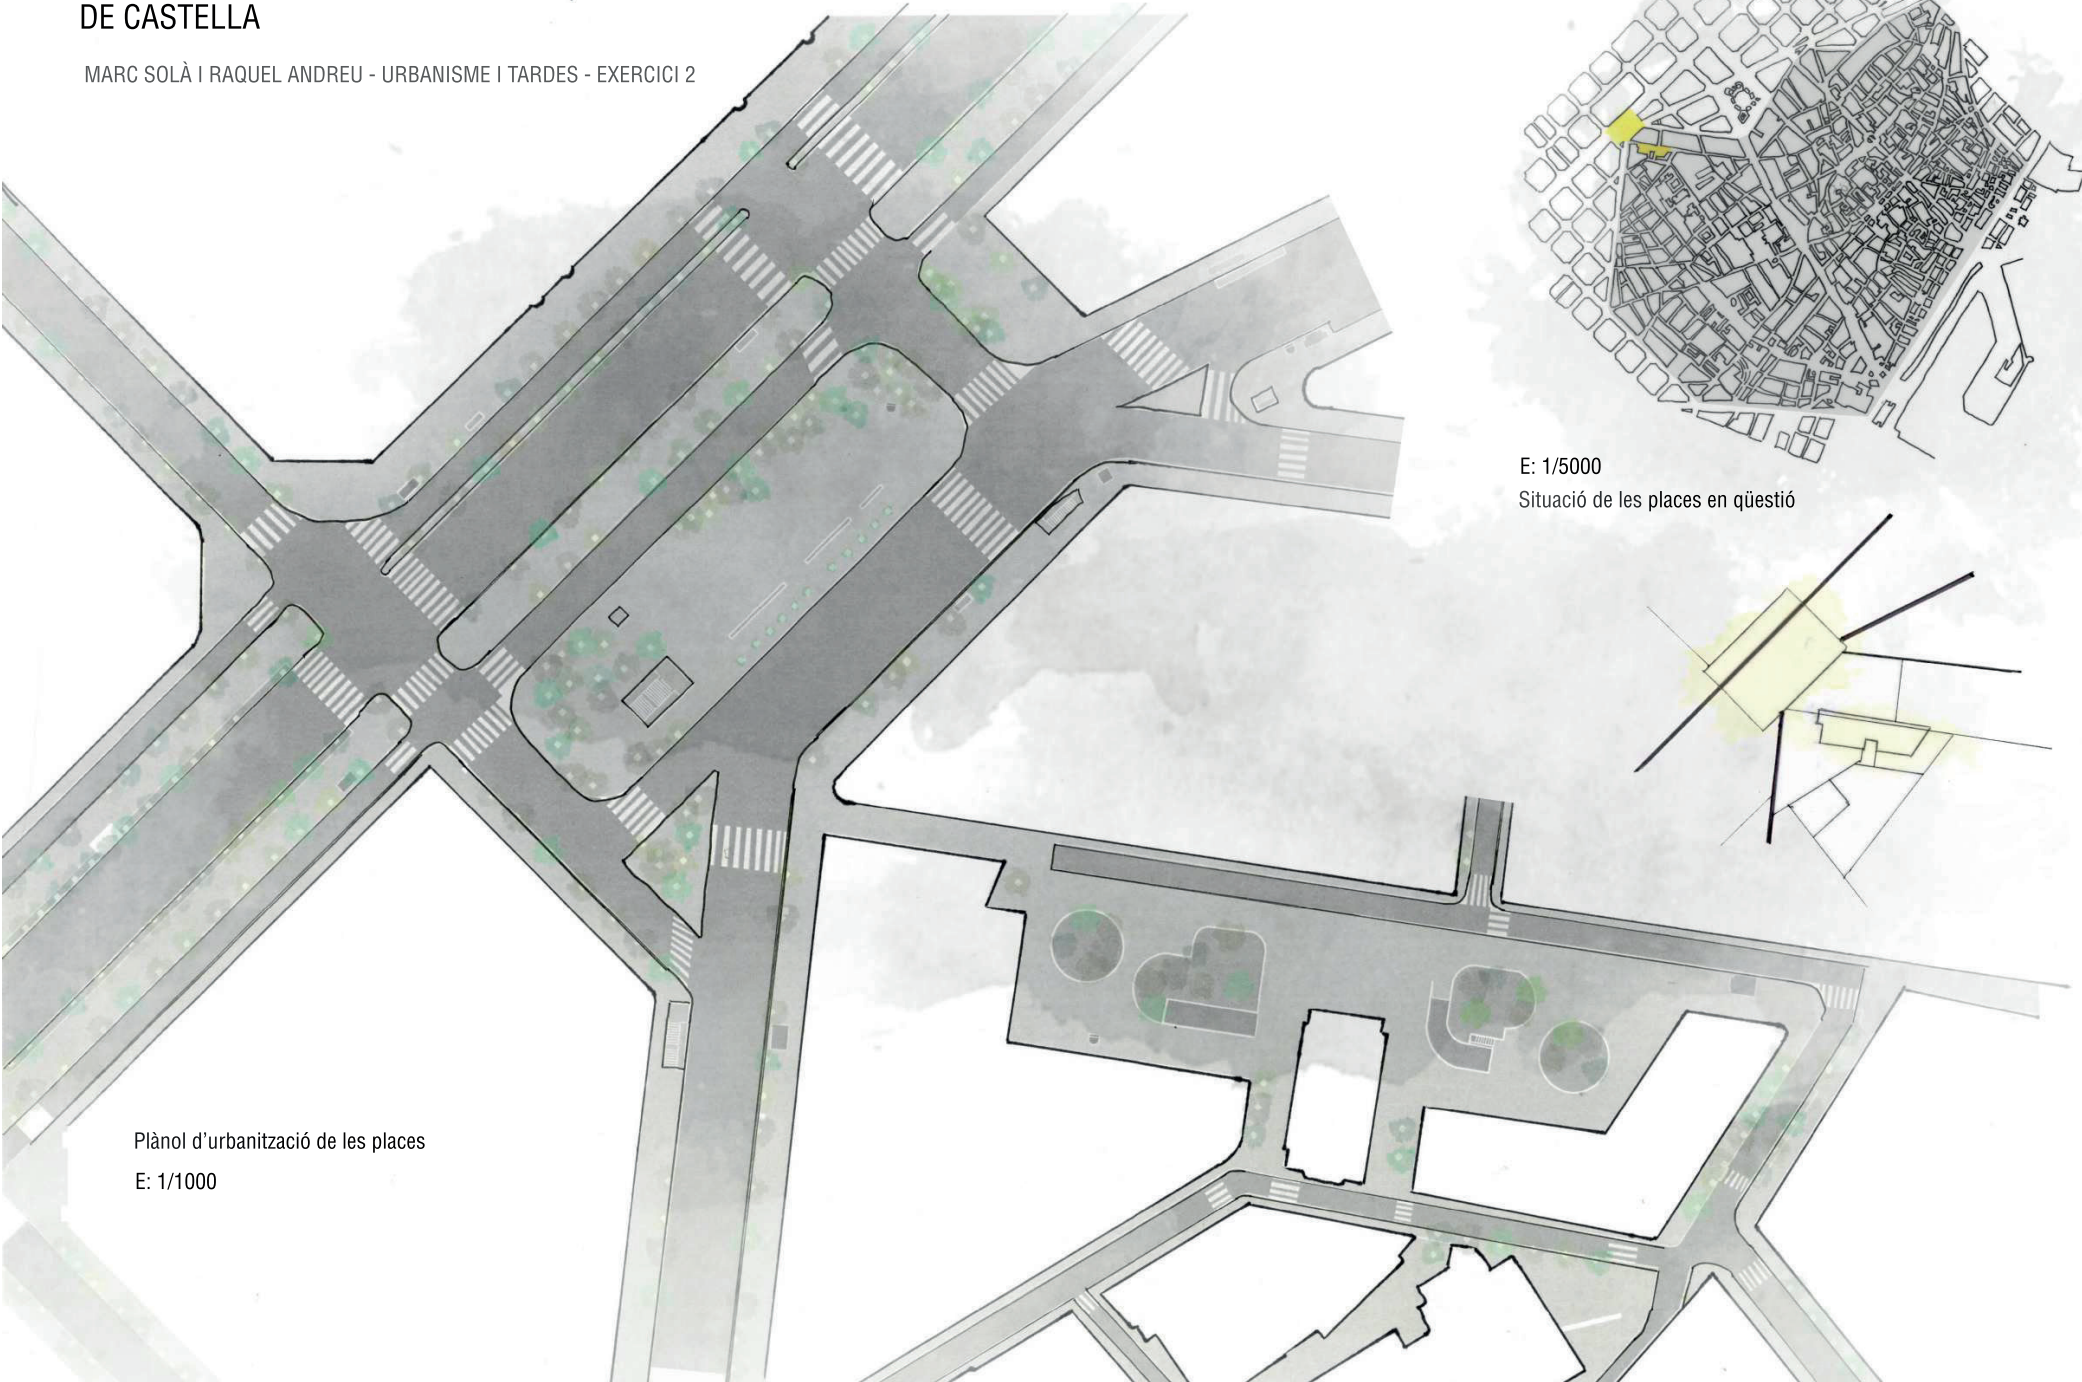 DE CASTELLA
MARC SOLÀ I RAQUEL ANDREU - URBANISME I TARDES - EXERCICI 2
E: 1/5000
Situació de les places en qüestió
Plànol d’urbanització de les places
E: 1/1000